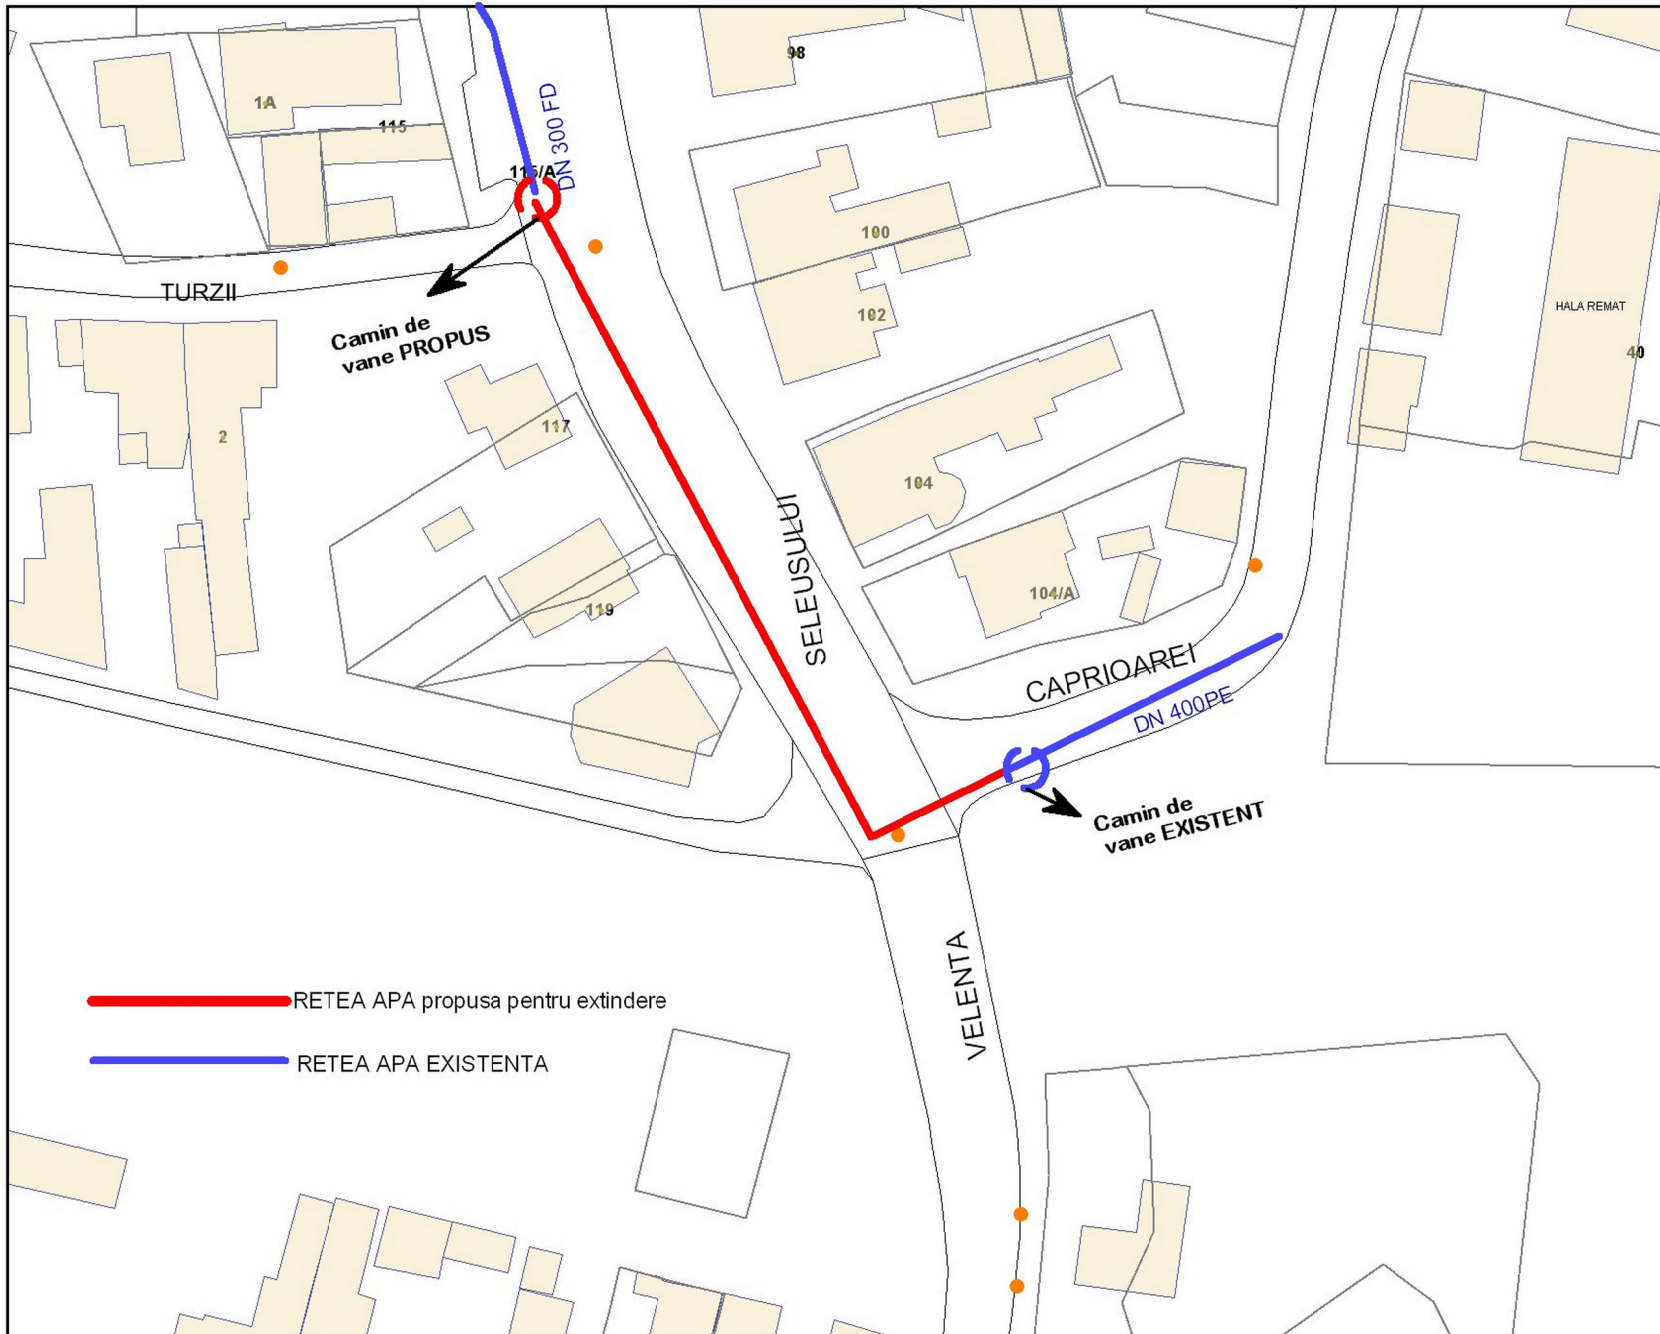 98
1A
115
DN 300 FD
115/A
100
TURZII
HALA REMAT
102
Camin de
vane PROPUS
40
117
2
104
SELEUSULUI
104/A
119
CAPRIOAREI
DN 400PE
Camin de
vane EXISTENT
VELENTA
RETEA APA propusa pentru extindere
RETEA APA EXISTENTA